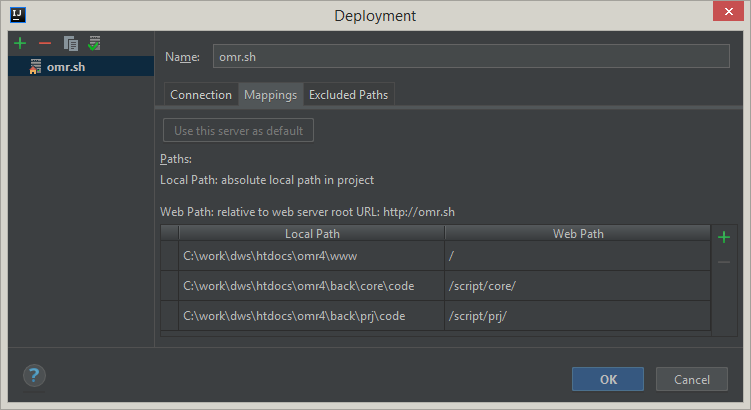 IJ
Deployment
omr.sh
Name: omr.sh
Connection Mappings Excluded Paths
Use this server as default
Paths:
Local Path: absolute local path in project
Web Path: relative to web server root URL: http://omr.sh
Local Path Web Path
C:\work\dws\htdocs\omr4\www /
C:\work\dws\htdocs\omr4\back\core\code /script/core/
C:\work\dws\htdocs\omr4\back\prj\code /script/prj/
?
OK Cancel